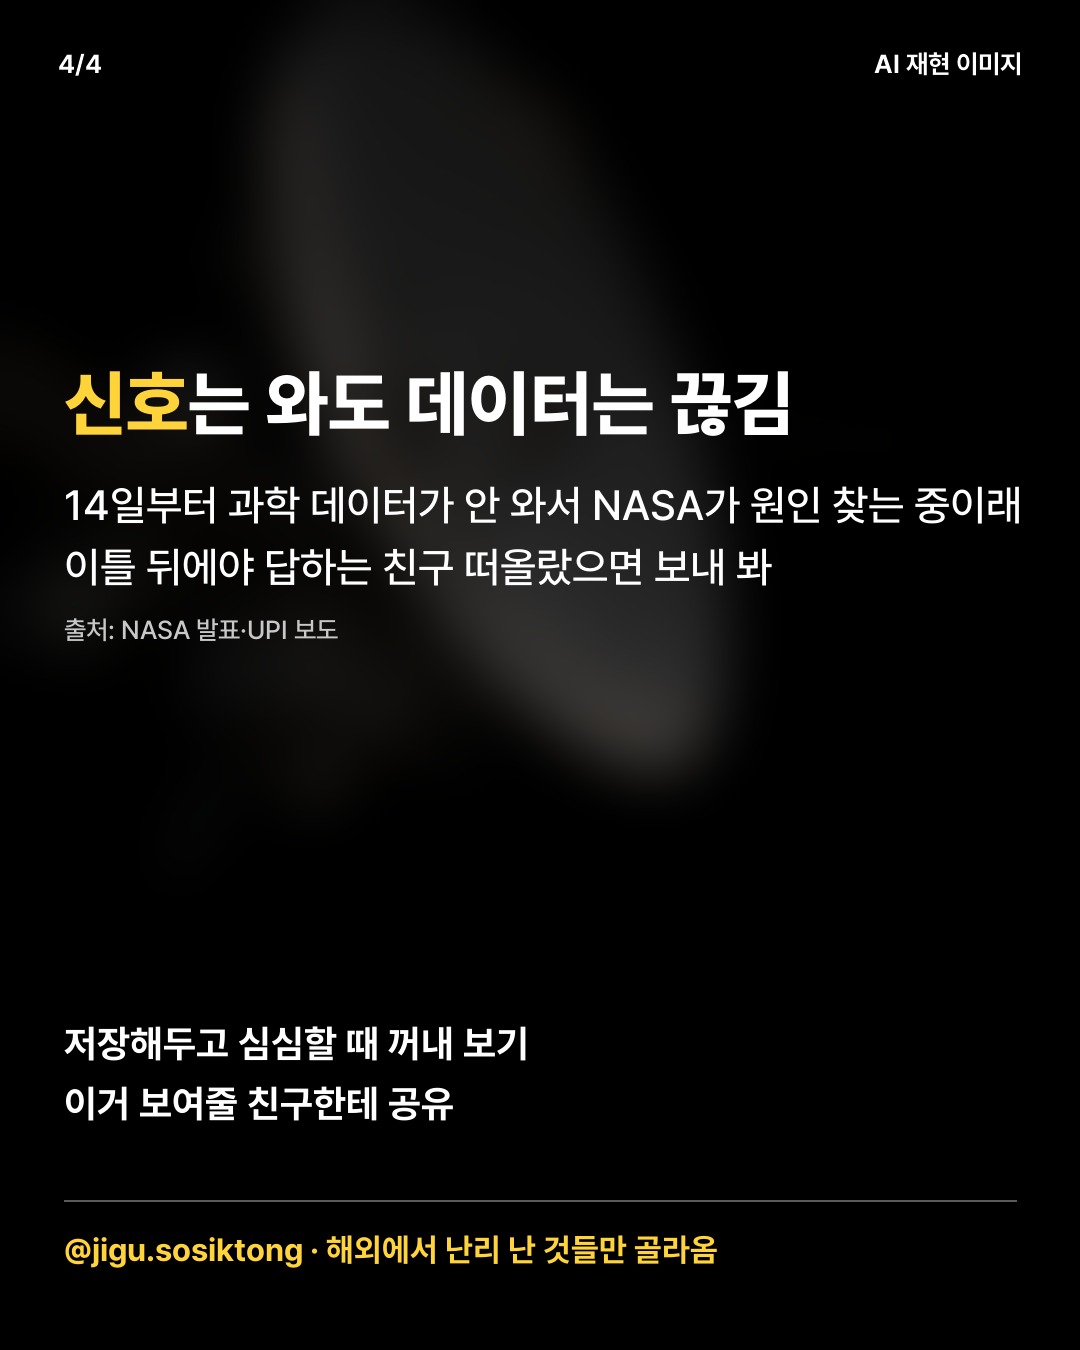 4/4
AI 재현 이미지
신호는 와도 데이터는 끊김
14일부터 과학 데이터가 안 와서 NASA가 원인 찾는 중이래
이틀 뒤에야 답하는 친구 떠올랐으면 보내 봐
출처: NASA 발표·UPI 보도
저장해두고 심심할 때 꺼내 보기
이거 보여줄 친구한테 공유
@jigu.sosiktong · 해외에서 난리 난 것들만 골라옴